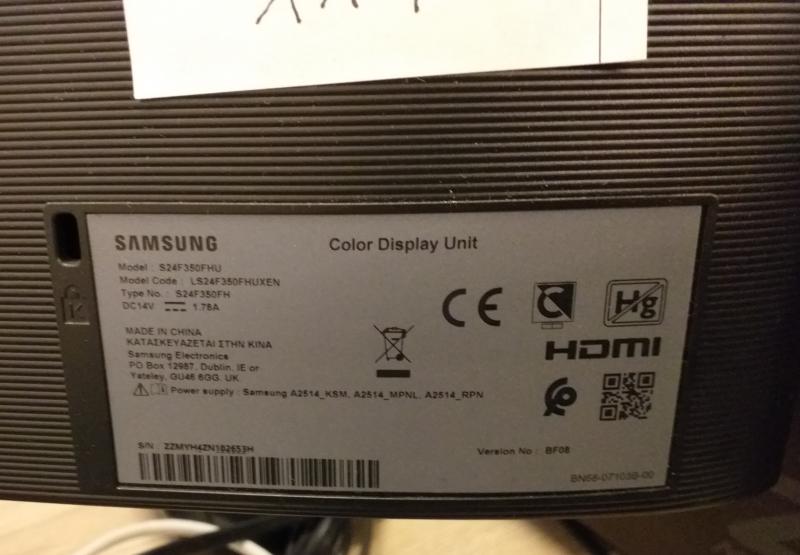 SAMSUNG
Color Display Unit
Model : S24F350FHU
Model Code : LS24F350FHUXEN
Type No. : S24F350FH
DC14V 1.78A
MADE IN CHINA
ΚΑΤΑΣΚΕΥΑΖΕΤΑΙ ΣΤΗΝ ΚΙΝΑ
Samsung Electronics
PO Box 12987, Dublin, IE or
Yateley, GU46 6GG, UK
Power supply : Samsung A2514_KSM, A2514_MPNL, A2514_RPN
CE
Hg
HDMI
S/N : ZZMYH4ZN102653H
Version No : BF08
BN68-07103B-00